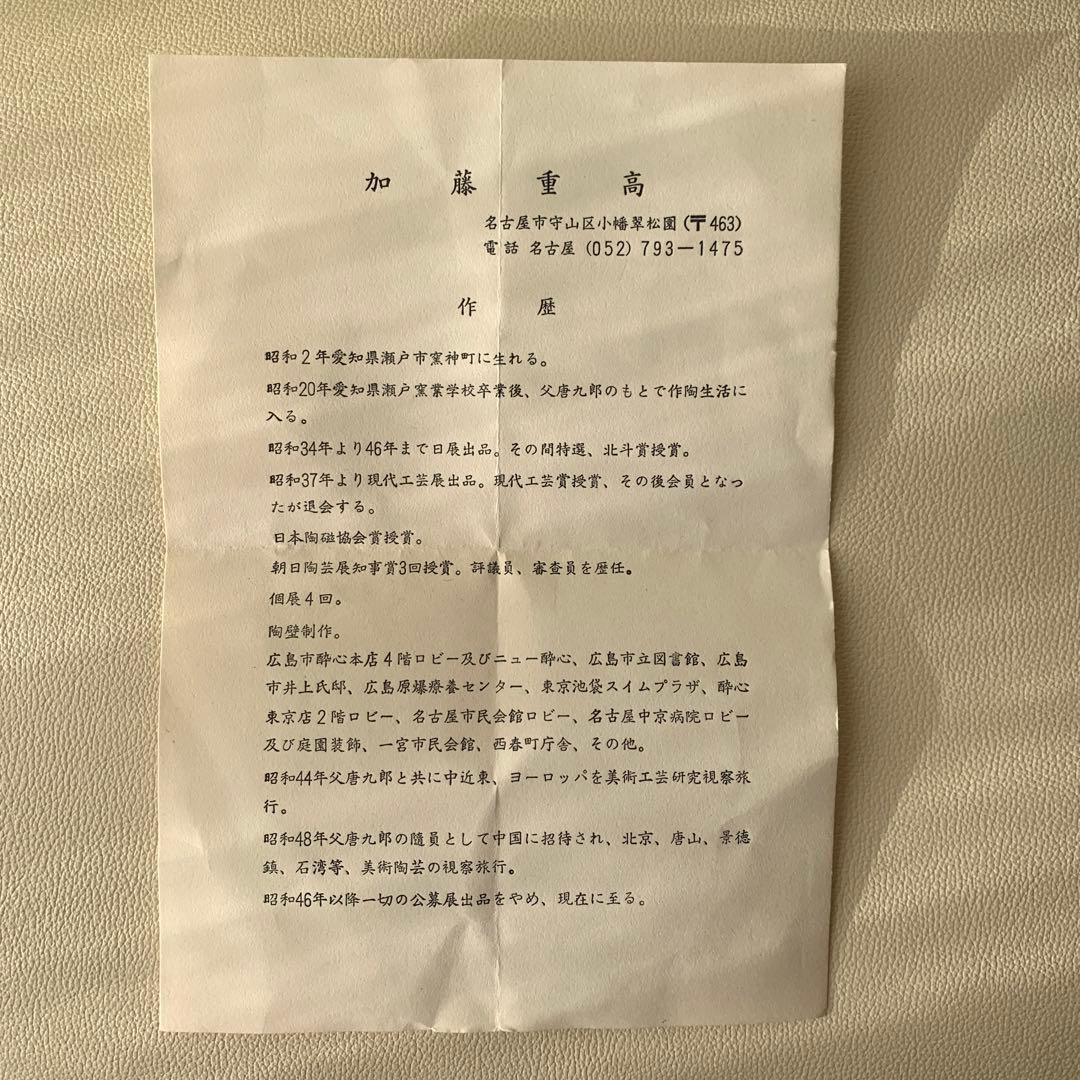 加藤重高
名古屋市守山区小幡翠松園(〒463)
電話 名古屋 (052) 793ー1475
作歴
昭和2年愛知県瀬戸市窯神町に生れる。
昭和20年愛知県瀬戸窯業学校卒業後、父唐九郎のもとで作陶生活に
入る。
昭和34年より46年まで日展出品。その間特選、北斗賞授賞。
昭和37年より現代工芸展出品。現代工芸賞授賞、その後会員となっ
たが退会する。
日本陶磁協会賞授賞。
朝日陶芸展知事賞3回授賞。評議員、審査員を歴任。
個展4回。
陶壁制作。
広島市酔心本店4階ロビー及びニュー酔心、広島市立図書館、広島
市井上氏邸、広島原爆療養センター、東京池袋スイムプラザ、酔心
東京店2階ロビー、名古屋市民会館ロビー、名古屋中京病院ロビー
及び庭園装飾、一宮市民会館、西春町庁舎、その他。
昭和44年父唐九郎と共に中近東、ヨーロッパを美術工芸研究視察旅
行。
昭和48年父唐九郎の随員として中国に招待され、北京、唐山、景徳
鎮、石湾等、美術陶芸の視察旅行。
昭和46年以降一切の公募展出品をやめ、現在に至る。